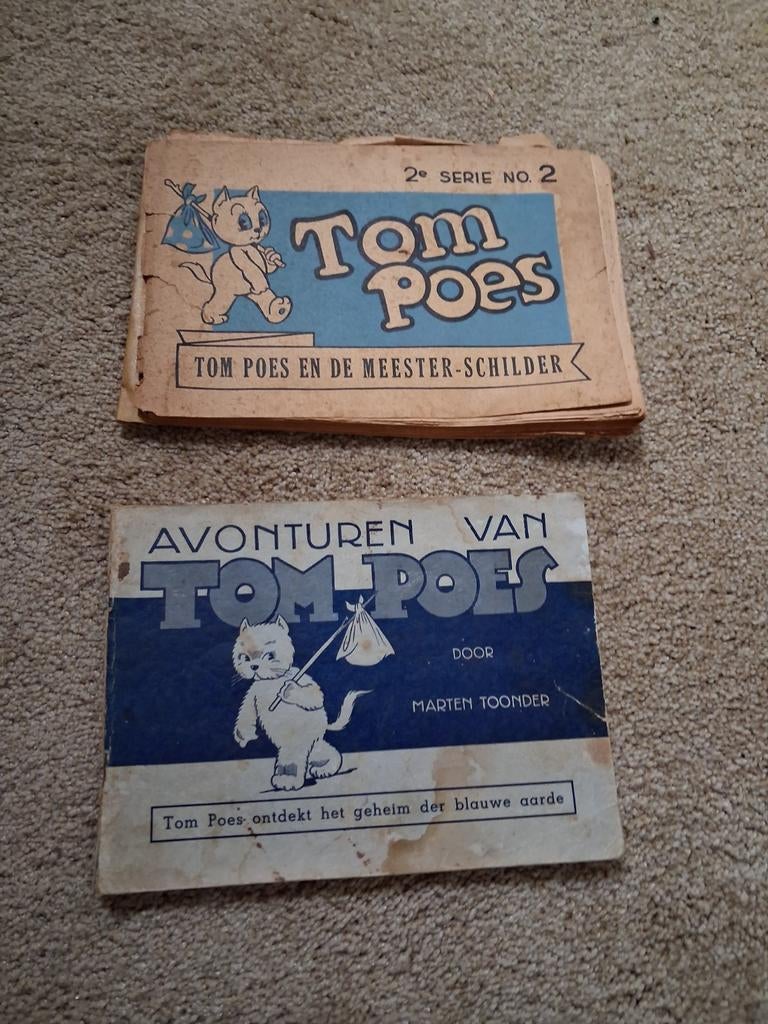 2e SERIE NO. 2
Tom
Poes
TOM POES EN DE MEESTER-SCHILDER
AVONTUREN VAN
TOM POES
DOOR
MARTEN TOONDER
Tom Poes ontdekt het geheim der blauwe aarde